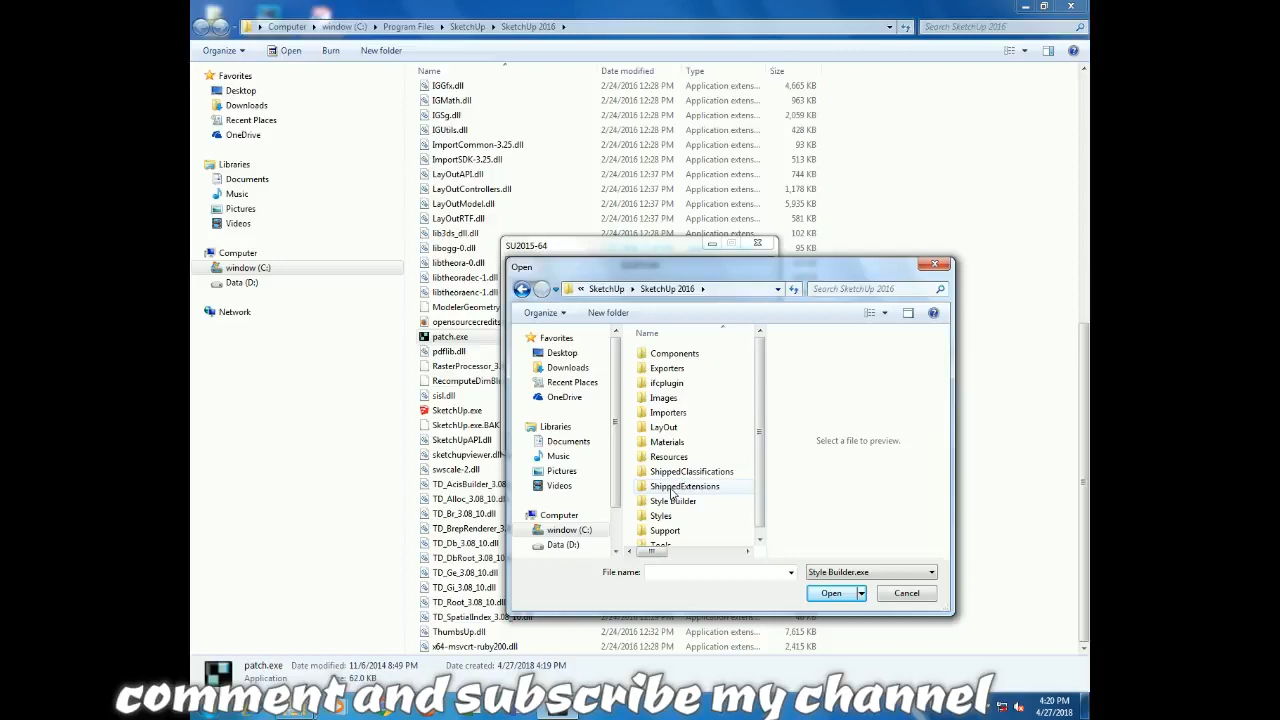 Computer ▸ window (C:) ▸ Program Files ▸ SketchUp ▸ SketchUp 2016 ▸
Search SketchUp 2016
Organize ▾ Open Burn New folder
Favorites
Desktop
Downloads
Recent Places
OneDrive
Libraries
Documents
Music
Pictures
Videos
Computer
window (C:)
Data (D:)
Network
Name Date modified Type Size
IGGfx.dll 2/24/2016 12:28 PM Application extens... 4,665 KB
IGMath.dll 2/24/2016 12:28 PM Application extens... 963 KB
IGSg.dll 2/24/2016 12:28 PM Application extens... 2,059 KB
IGUtils.dll 2/24/2016 12:28 PM Application extens... 428 KB
ImportCommon-3.25.dll 2/24/2016 12:28 PM Application extens... 93 KB
ImportSDK-3.25.dll 2/24/2016 12:28 PM Application extens... 513 KB
LayOutAPI.dll 2/24/2016 12:37 PM Application extens... 744 KB
LayOutControllers.dll 2/24/2016 12:37 PM Application extens... 1,178 KB
LayOutModel.dll 2/24/2016 12:37 PM Application extens... 5,935 KB
LayOutRTF.dll 2/24/2016 12:37 PM Application extens... 581 KB
lib3ds_dll.dll 2/24/2016 12:28 PM Application extens... 102 KB
libogg-0.dll 95 KB
libtheora-0.dll
libtheoradec-1.dll
libtheoraenc-1.dll
ModelerGeometry
opensourcecredits
patch.exe
pdflib.dll
RasterProcessor_3.
RecomputeDimBl
sisl.dll
SketchUp.exe
SketchUp.exe.BAK
SketchUpAPI.dll
sketchupviewer.dll
swscale-2.dll
TD_AcisBuilder_3.08
TD_Alloc_3.08_10.dll
TD_Br_3.08_10.dll
TD_BrepRenderer_3.08
TD_Db_3.08_10.dll
TD_DbRoot_3.08_10.dll
TD_Ge_3.08_10.dll
TD_Gi_3.08_10.dll
TD_Root_3.08_10.dll
TD_SpatialIndex_3.08_10.dll
ThumbsUp.dll 2/24/2016 12:32 PM Application extens... 7,615 KB
x64-msvcrt-ruby200.dll 2/24/2016 12:28 PM Application extens... 2,415 KB
SU2015-64
Open
« SketchUp ▸ SketchUp 2016 ▸
Search SketchUp 2016
Organize ▾ New folder
Favorites
Desktop
Downloads
Recent Places
OneDrive
Libraries
Documents
Music
Pictures
Videos
Computer
window (C:)
Data (D:)
Name
Components
Exporters
ifcplugin
Images
Importers
LayOut
Materials
Resources
ShippedClassifications
ShippedExtensions
Style Builder
Styles
Support
Tools
Select a file to preview.
File name:
Style Builder.exe
Open Cancel
patch.exe Date modified: 11/6/2014 8:49 PM Date created: 4/27/2018 4:19 PM
Application Size: 62.0 KB
comment and subscribe my channel
4:20 PM
4/27/2018